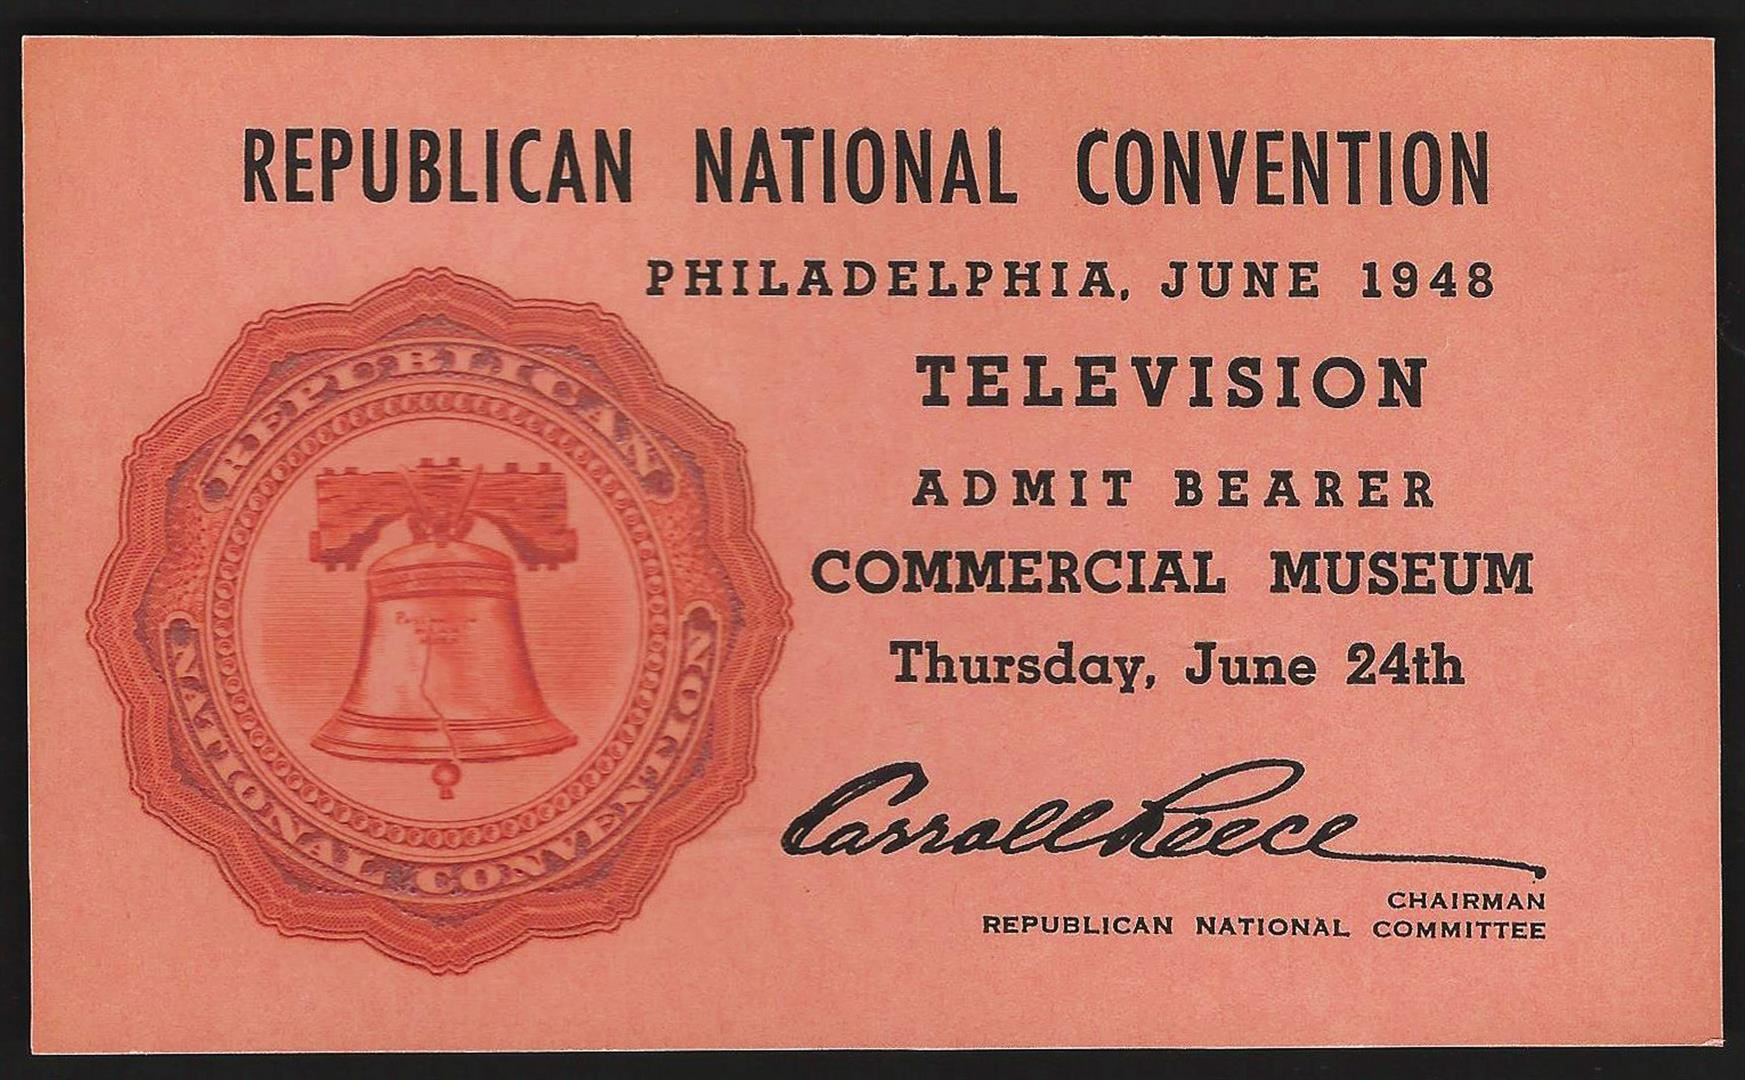 REPUBLICAN NATIONAL CONVENTION
PHILADELPHIA, JUNE 1948
TELEVISION
ADMIT BEARER
COMMERCIAL MUSEUM
Thursday, June 24th
Carroll Reece
CHAIRMAN
REPUBLICAN NATIONAL COMMITTEE
REPUBLICAN
NATIONAL CONVENTION